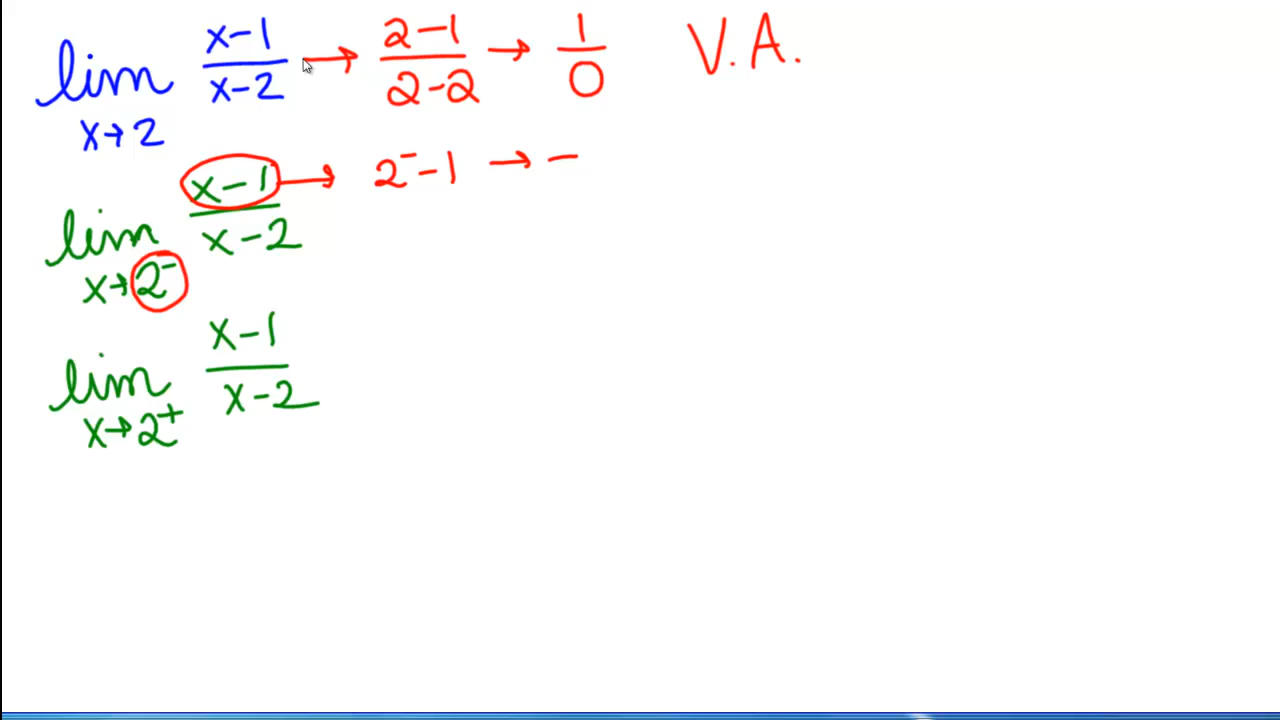 lim x→2 x-1/x-2 → 2-1/2-2 → 1/0 V.A.
lim x→2⁻ x-1/x-2 → 2⁻-1 → −
lim x→2⁺ x-1/x-2